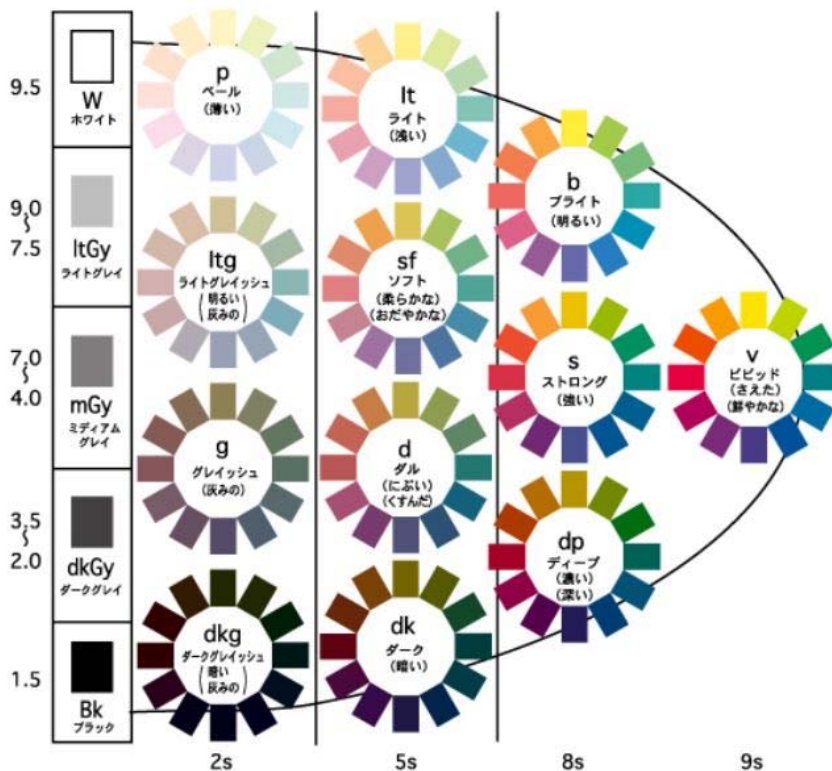 9.5
W
ホワイト
9.0
〜
7.5
ltGy
ライトグレイ
7.0
〜
4.0
mGy
ミディアム
グレイ
3.5
〜
2.0
dkGy
ダークグレイ
1.5
Bk
ブラック
p
ペール
(薄い)
ltg
ライトグレイッシュ
(明るい
灰みの)
g
グレイッシュ
(灰みの)
dkg
ダークグレイッシュ
(暗い
灰みの)
lt
ライト
(浅い)
sf
ソフト
(柔らかな)
(おだやかな)
d
ダル
(にぶい)
(くすんだ)
dk
ダーク
(暗い)
b
ブライト
(明るい)
s
ストロング
(強い)
dp
ディープ
(濃い)
(深い)
v
ビビッド
(さえた)
(鮮やかな)
2s
5s
8s
9s